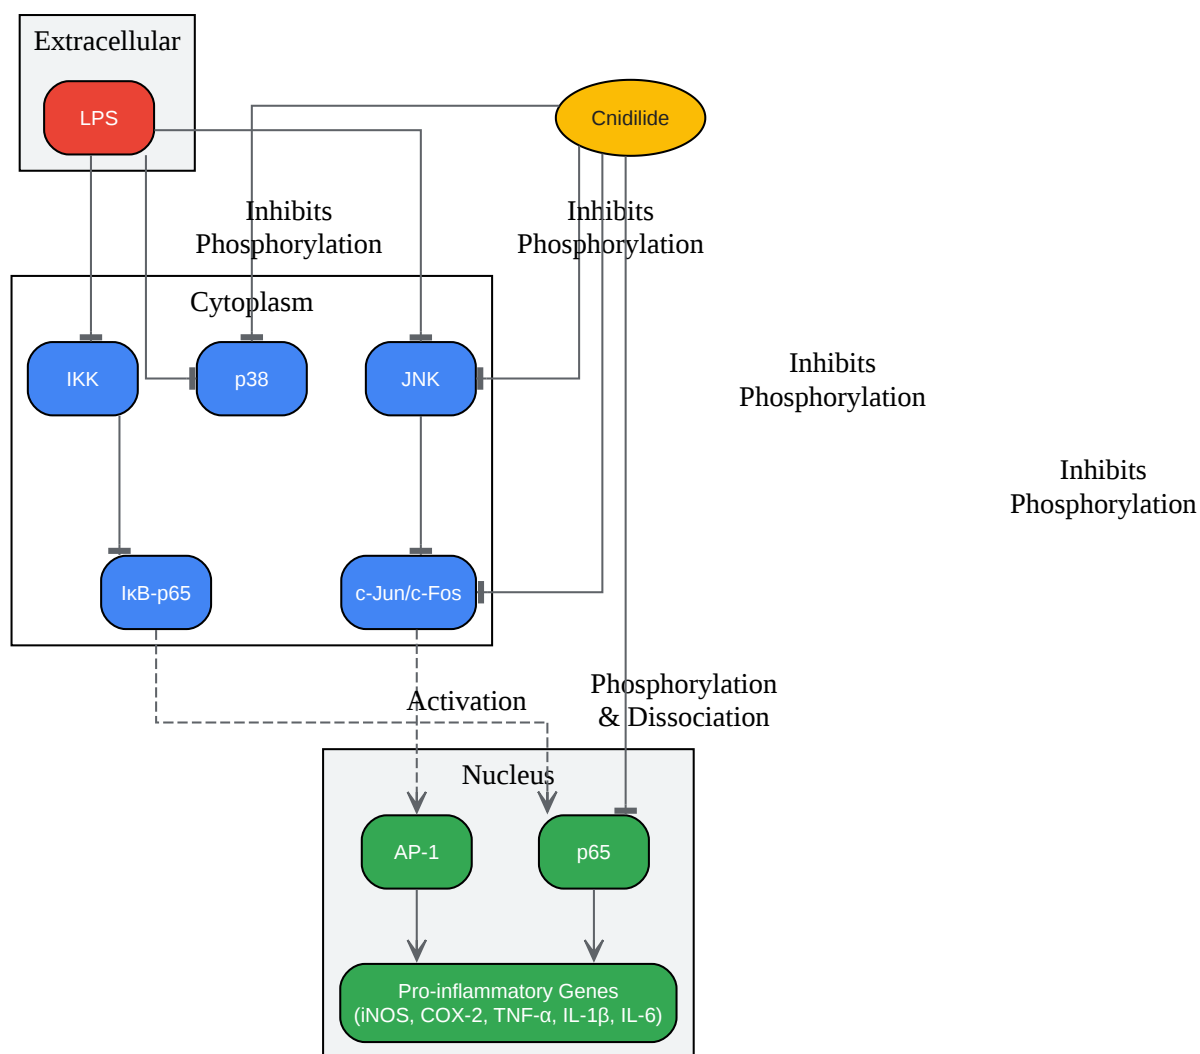 Extracellular
LPS
Cnidilide
Inhibits
Phosphorylation
Inhibits
Phosphorylation
Cytoplasm
IKK
p38
JNK
Inhibits
Phosphorylation
Inhibits
Phosphorylation
IκB-p65
c-Jun/c-Fos
Activation
Phosphorylation
& Dissociation
Nucleus
AP-1
p65
Pro-inflammatory Genes
(iNOS, COX-2, TNF-α, IL-1β, IL-6)